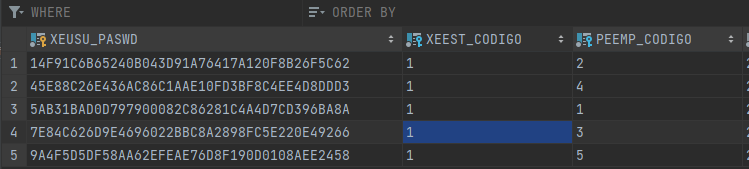 WHERE ORDER BY
XEUSU_PASWD XEEST_CODIGO PEEMP_CODIGO
1 14F91C6B65240B043D91A76417A120F8B26F5C62 1 2
2 45E88C26E436AC86C1AAE10FD3BF8C4EE4D8DDD3 1 4
3 5AB31BAD0D797900082C86281C4A4D7CD396BA8A 1 1
4 7E84C626D9E4696022BBC8A2898FC5E220E49266 1 3
5 9A4F5D5DF58AA62EFEAE76D8F190D0108AEE2458 1 5